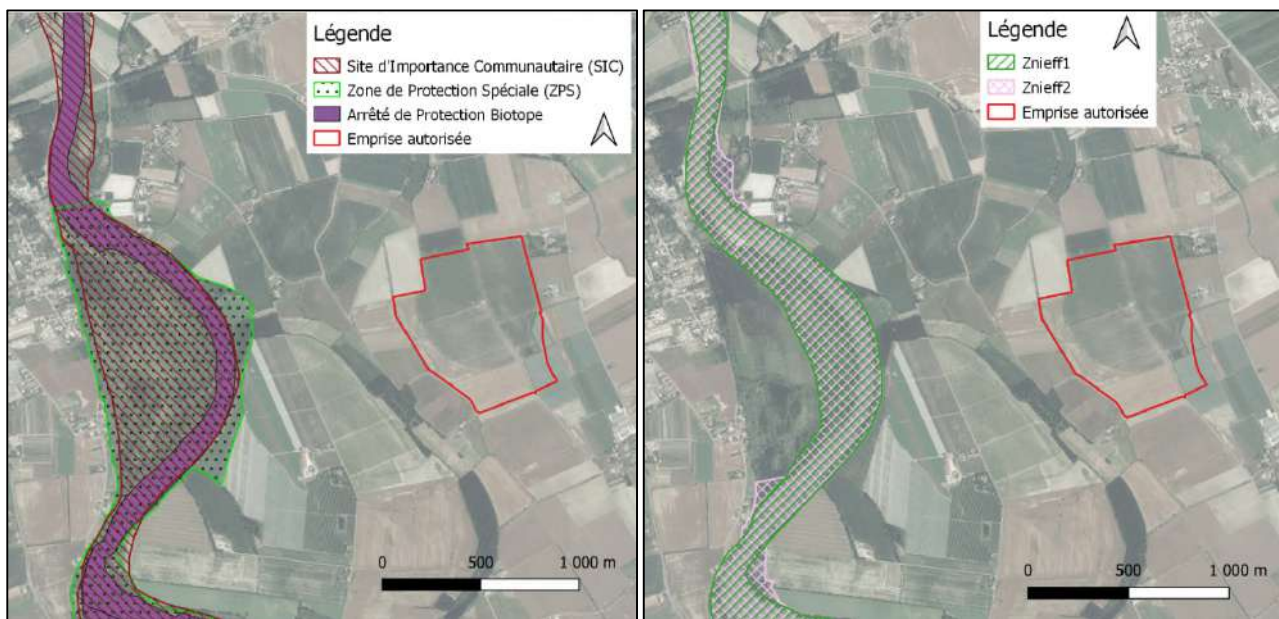 Légende
Site d'Importance Communautaire (SIC)
Zone de Protection Spéciale (ZPS)
Arrêté de Protection Biotope
Emprise autorisée
0 500 1 000 m
Légende
Znieff1
Znieff2
Emprise autorisée
0 500 1 000 m